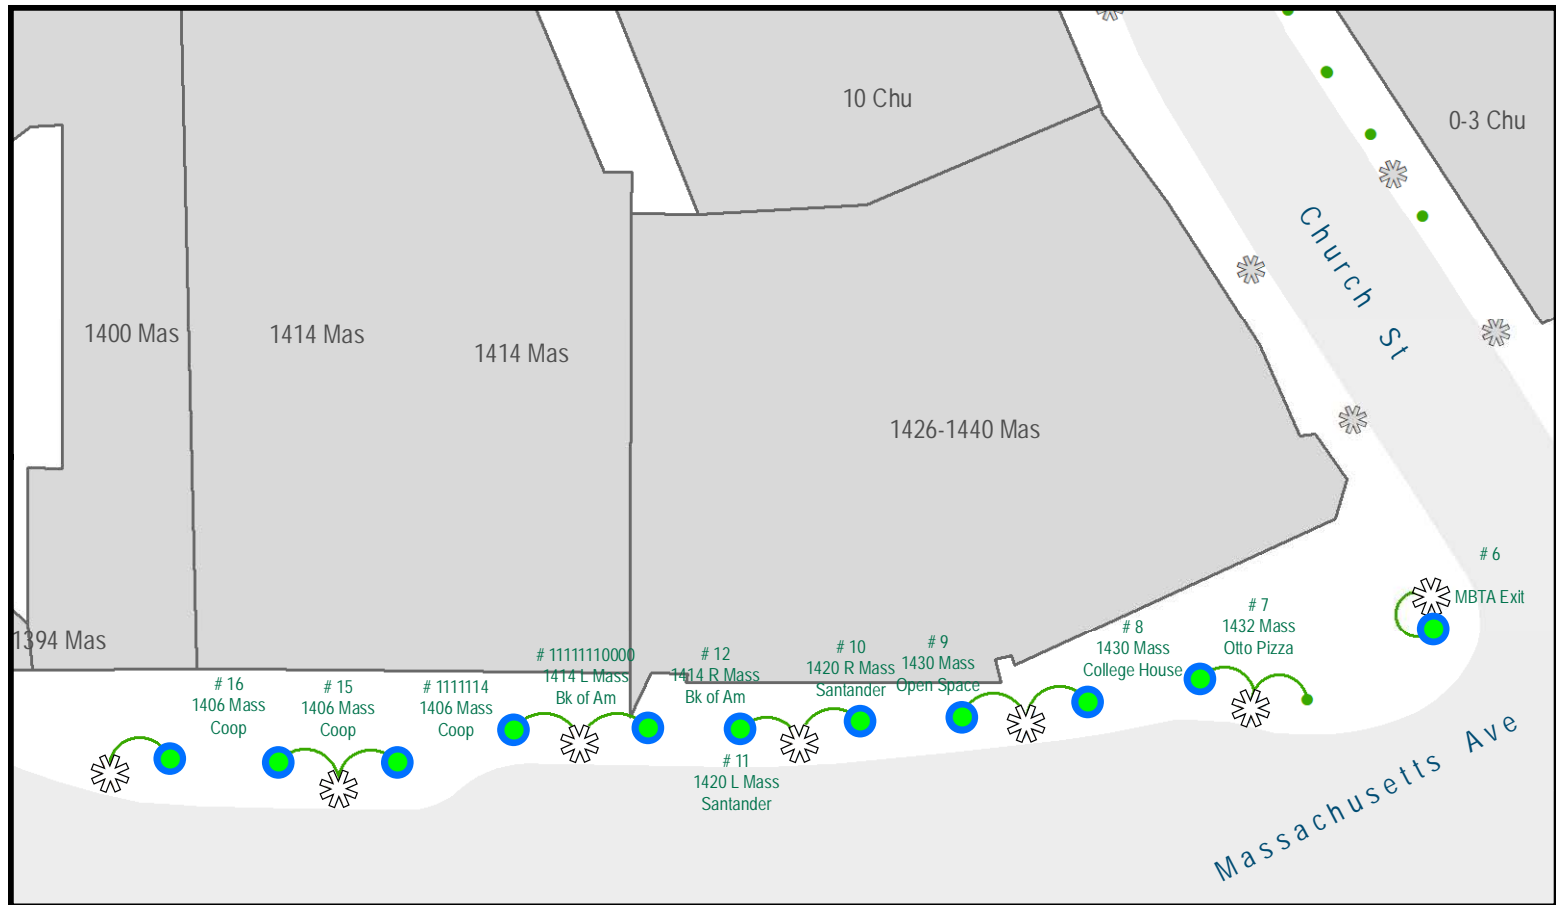 10 Chu
0-3 Chu
Church St
1400 Mas
1414 Mas
1414 Mas
1426-1440 Mas
1394 Mas
# 6
MBTA Exit
# 7
1432 Mass
Otto Pizza
# 8
1430 Mass
College House
# 9
1430 Mass
Open Space
# 10
1420 R Mass
Santander
# 12
1414 R Mass
Bk of Am
# 11111110000
1414 L Mass
Bk of Am
# 1111114
1406 Mass
Coop
# 15
1406 Mass
Coop
# 16
1406 Mass
Coop
# 11
1420 L Mass
Santander
Massachusetts Ave